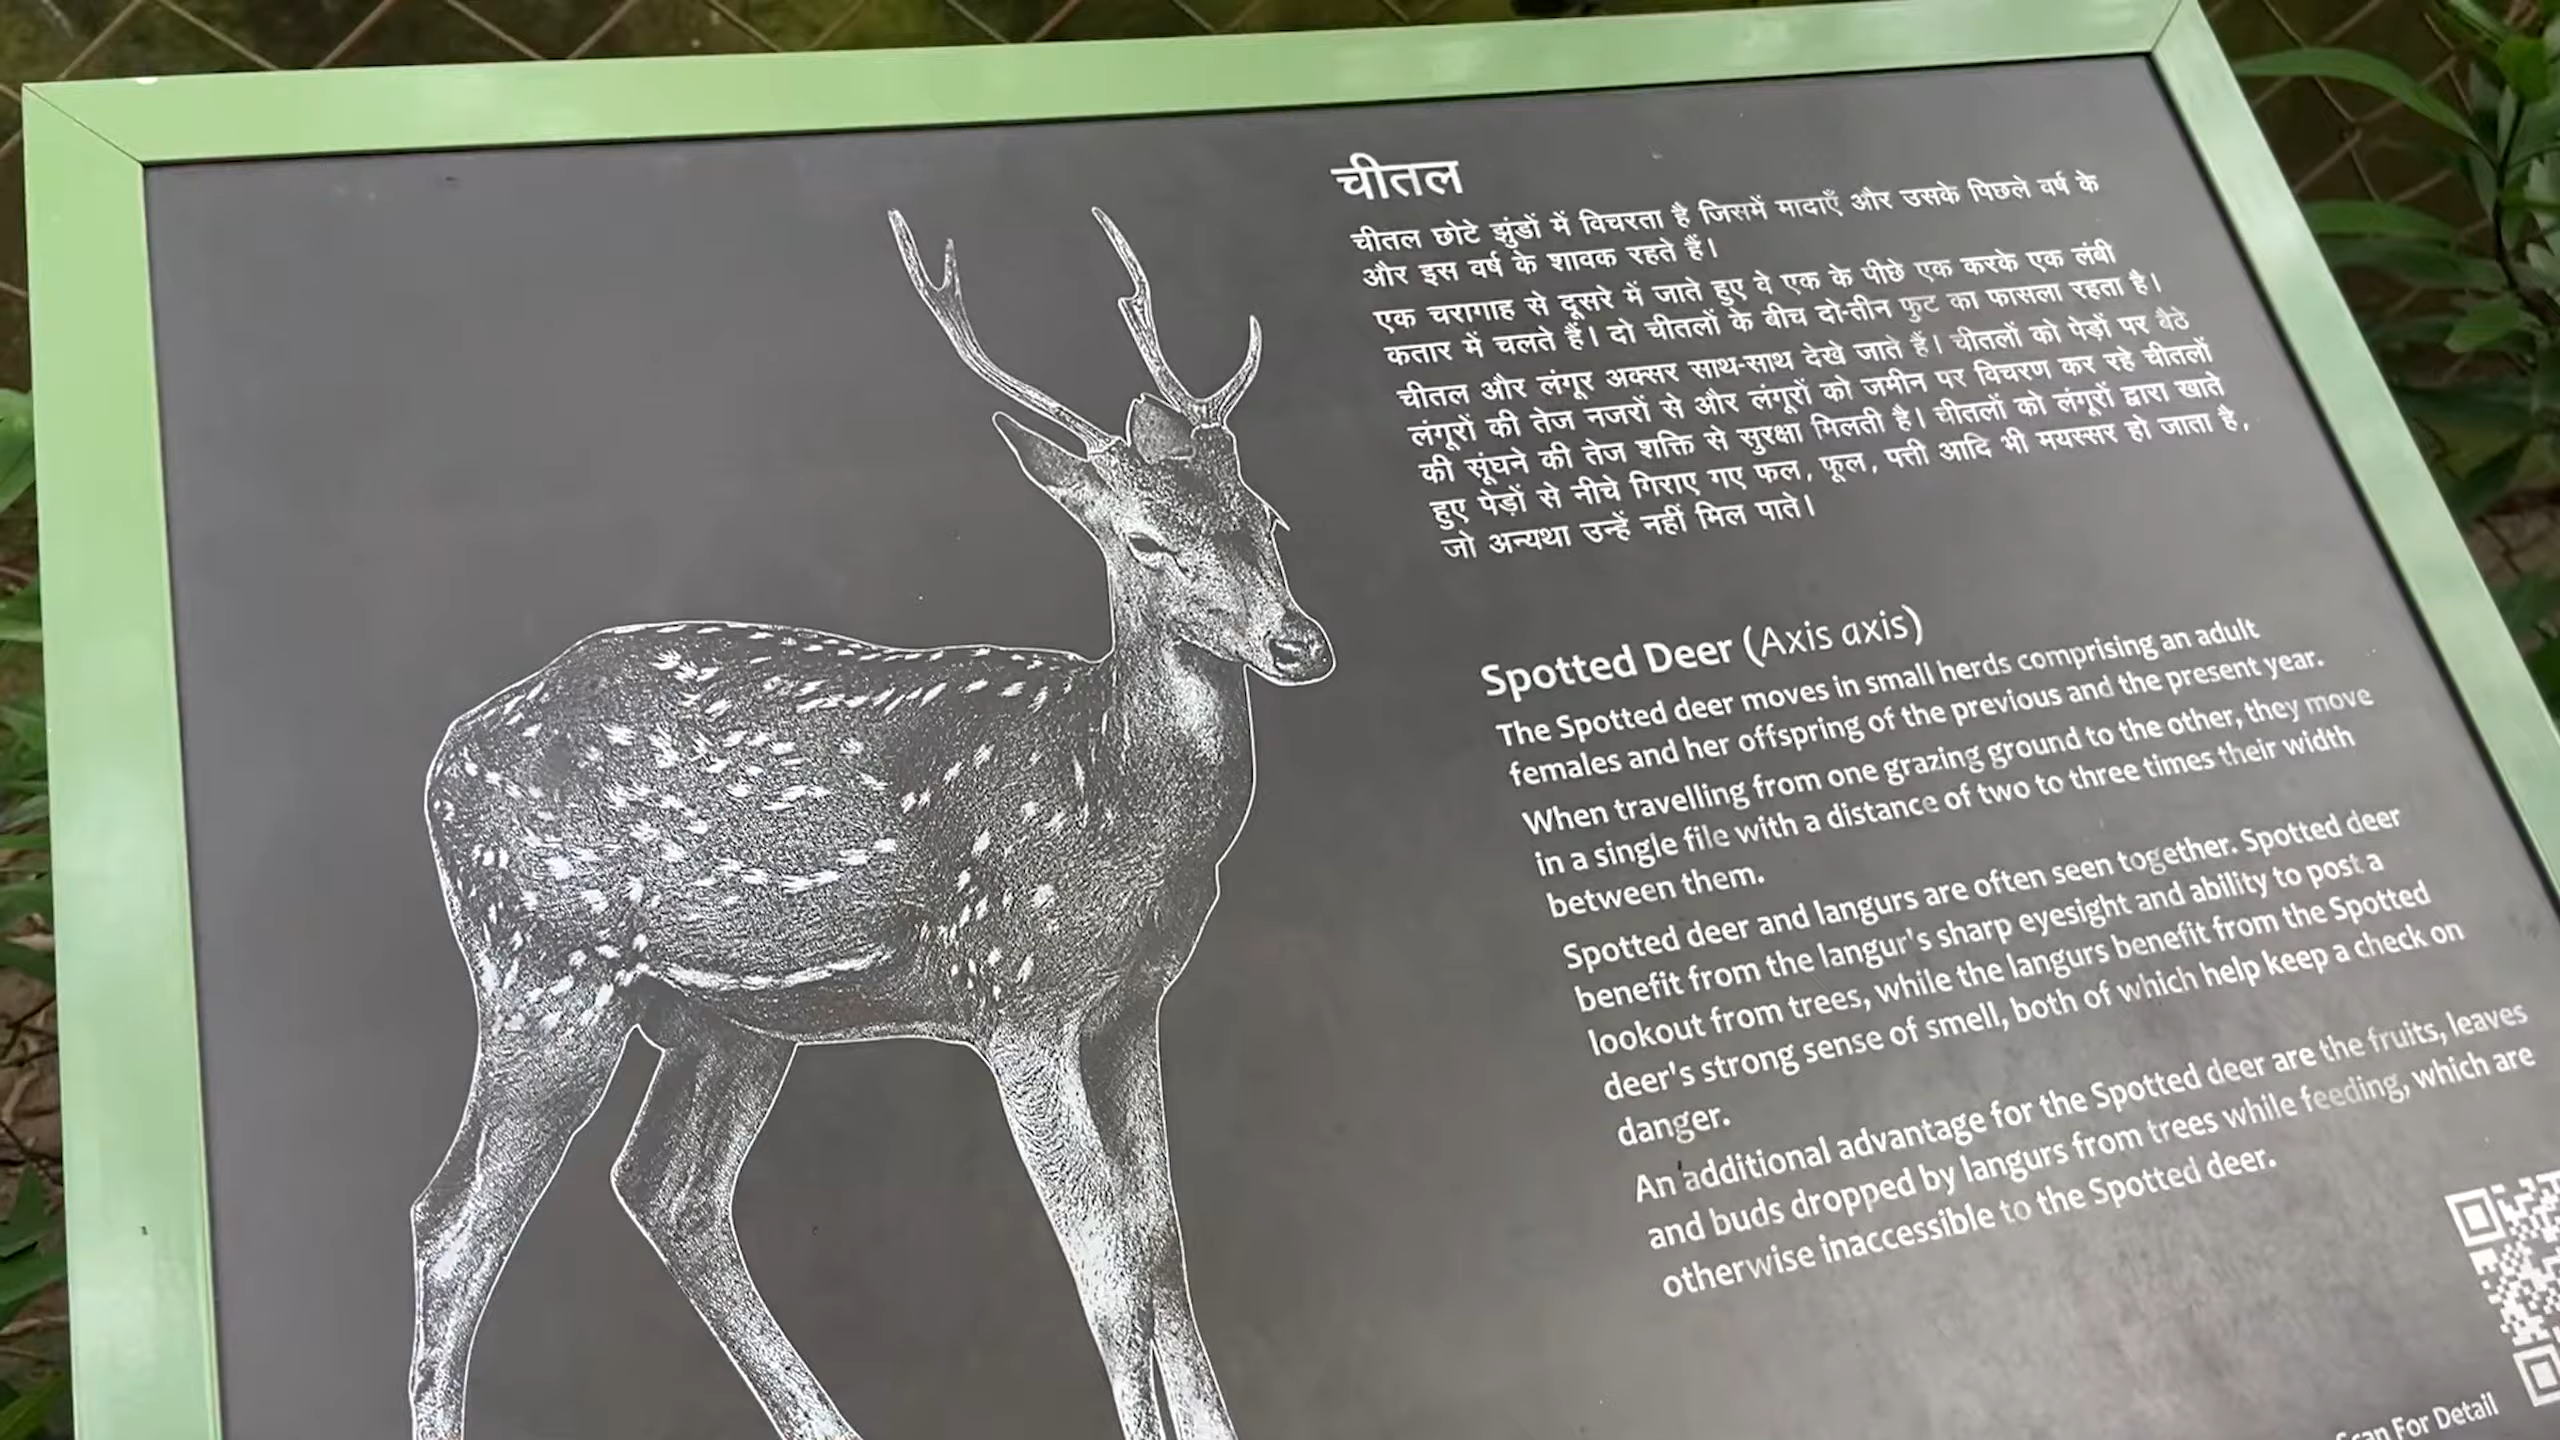 चीतल
चीतल छोटे झुंडों में विचरता है जिसमें मादाएँ और उसके पिछले वर्ष के
और इस वर्ष के शावक रहते हैं।
एक चरागाह से दूसरे में जाते हुए वे एक के पीछे एक करके एक लंबी
कतार में चलते हैं। दो चीतलों के बीच दो-तीन फुट का फासला रहता है।
चीतल और लंगूर अक्सर साथ-साथ देखे जाते हैं। चीतलों को पेड़ों पर बैठे
लंगूरों की तेज नजरों से और लंगूरों को जमीन पर विचरण कर रहे चीतलों
की सूंघने की तेज शक्ति से सुरक्षा मिलती है। चीतलों को लंगूरों द्वारा खाते
हुए पेड़ों से नीचे गिराए गए फल, फूल, पत्ती आदि भी मयस्सर हो जाता है,
जो अन्यथा उन्हें नहीं मिल पाते।
Spotted Deer (Axis axis)
The Spotted deer moves in small herds comprising an adult
females and her offspring of the previous and the present year.
When travelling from one grazing ground to the other, they move
in a single file with a distance of two to three times their width
between them.
Spotted deer and langurs are often seen together. Spotted deer
benefit from the langur's sharp eyesight and ability to post a
lookout from trees, while the langurs benefit from the Spotted
deer's strong sense of smell, both of which help keep a check on
danger.
An additional advantage for the Spotted deer are the fruits, leaves
and buds dropped by langurs from trees while feeding, which are
otherwise inaccessible to the Spotted deer.
Scan For Detail